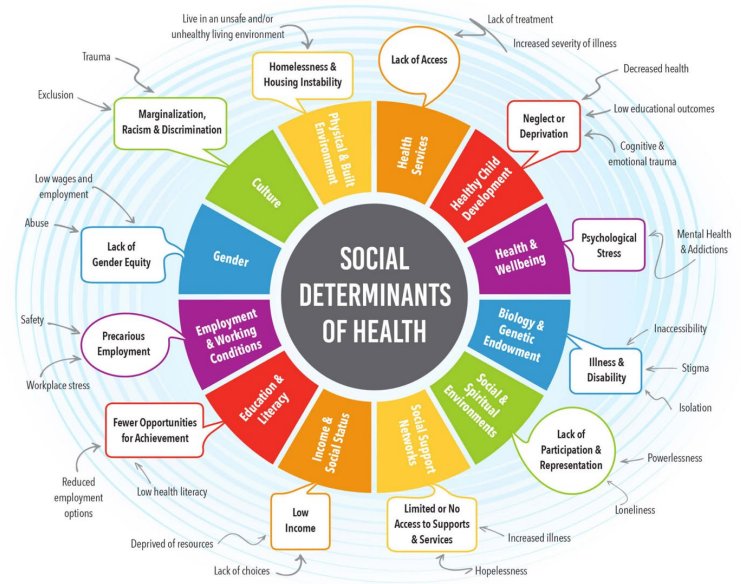 SOCIAL
DETERMINANTS
OF HEALTH
Health
Services
Lack of Access
Lack of treatment
Increased severity of illness
Healthy Child
Development
Neglect or
Deprivation
Decreased health
Low educational outcomes
Cognitive &
emotional trauma
Health &
Wellbeing
Psychological
Stress
Mental Health
& Addictions
Biology &
Genetic
Endowment
Illness &
Disability
Inaccessibility
Stigma
Isolation
Social &
Spiritual
Environments
Lack of
Participation &
Representation
Powerlessness
Loneliness
Social Support
Networks
Limited or No
Access to Supports
& Services
Increased illness
Hopelessness
Income &
Social Status
Low
Income
Deprived of resources
Lack of choices
Education &
Literacy
Fewer Opportunities
for Achievement
Reduced
employment
options
Low health literacy
Employment
& Working
Conditions
Precarious
Employment
Safety
Workplace stress
Gender
Lack of
Gender Equity
Low wages and
employment
Abuse
Culture
Marginalization,
Racism & Discrimination
Trauma
Exclusion
Physical & Built
Environment
Homelessness &
Housing Instability
Live in an unsafe and/or
unhealthy living environment